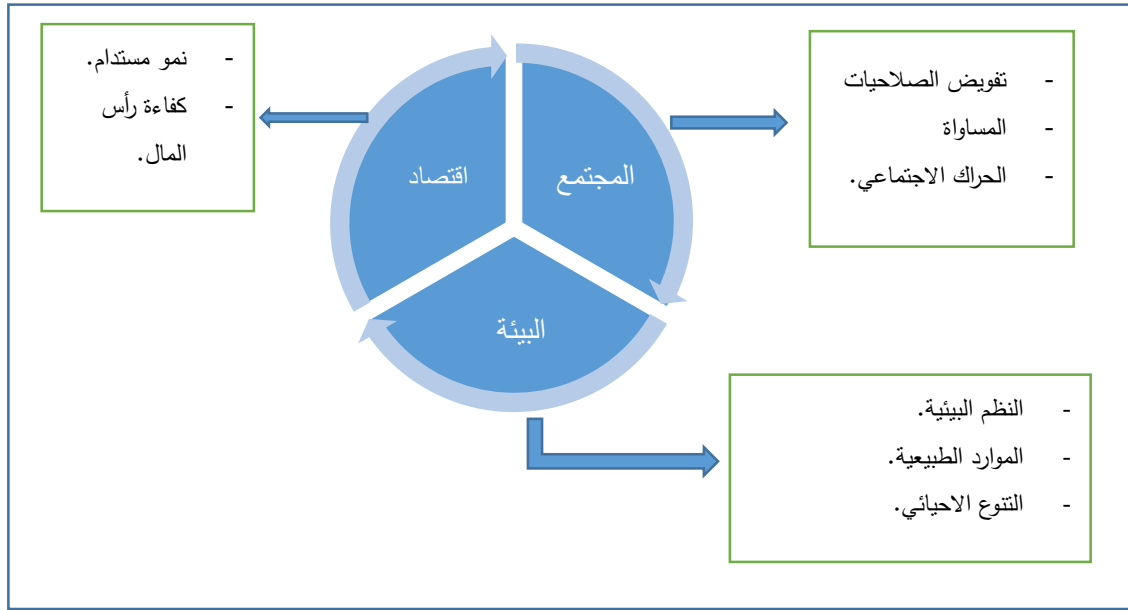 - تفويض الصلاحيات
- المساواة
- الحراك الاجتماعي.
- نمو مستدام.
- كفاءة رأس
المال.
المجتمع
اقتصاد
البيئة
- النظم البيئية.
- الموارد الطبيعية.
- التنوع الاحيائي.